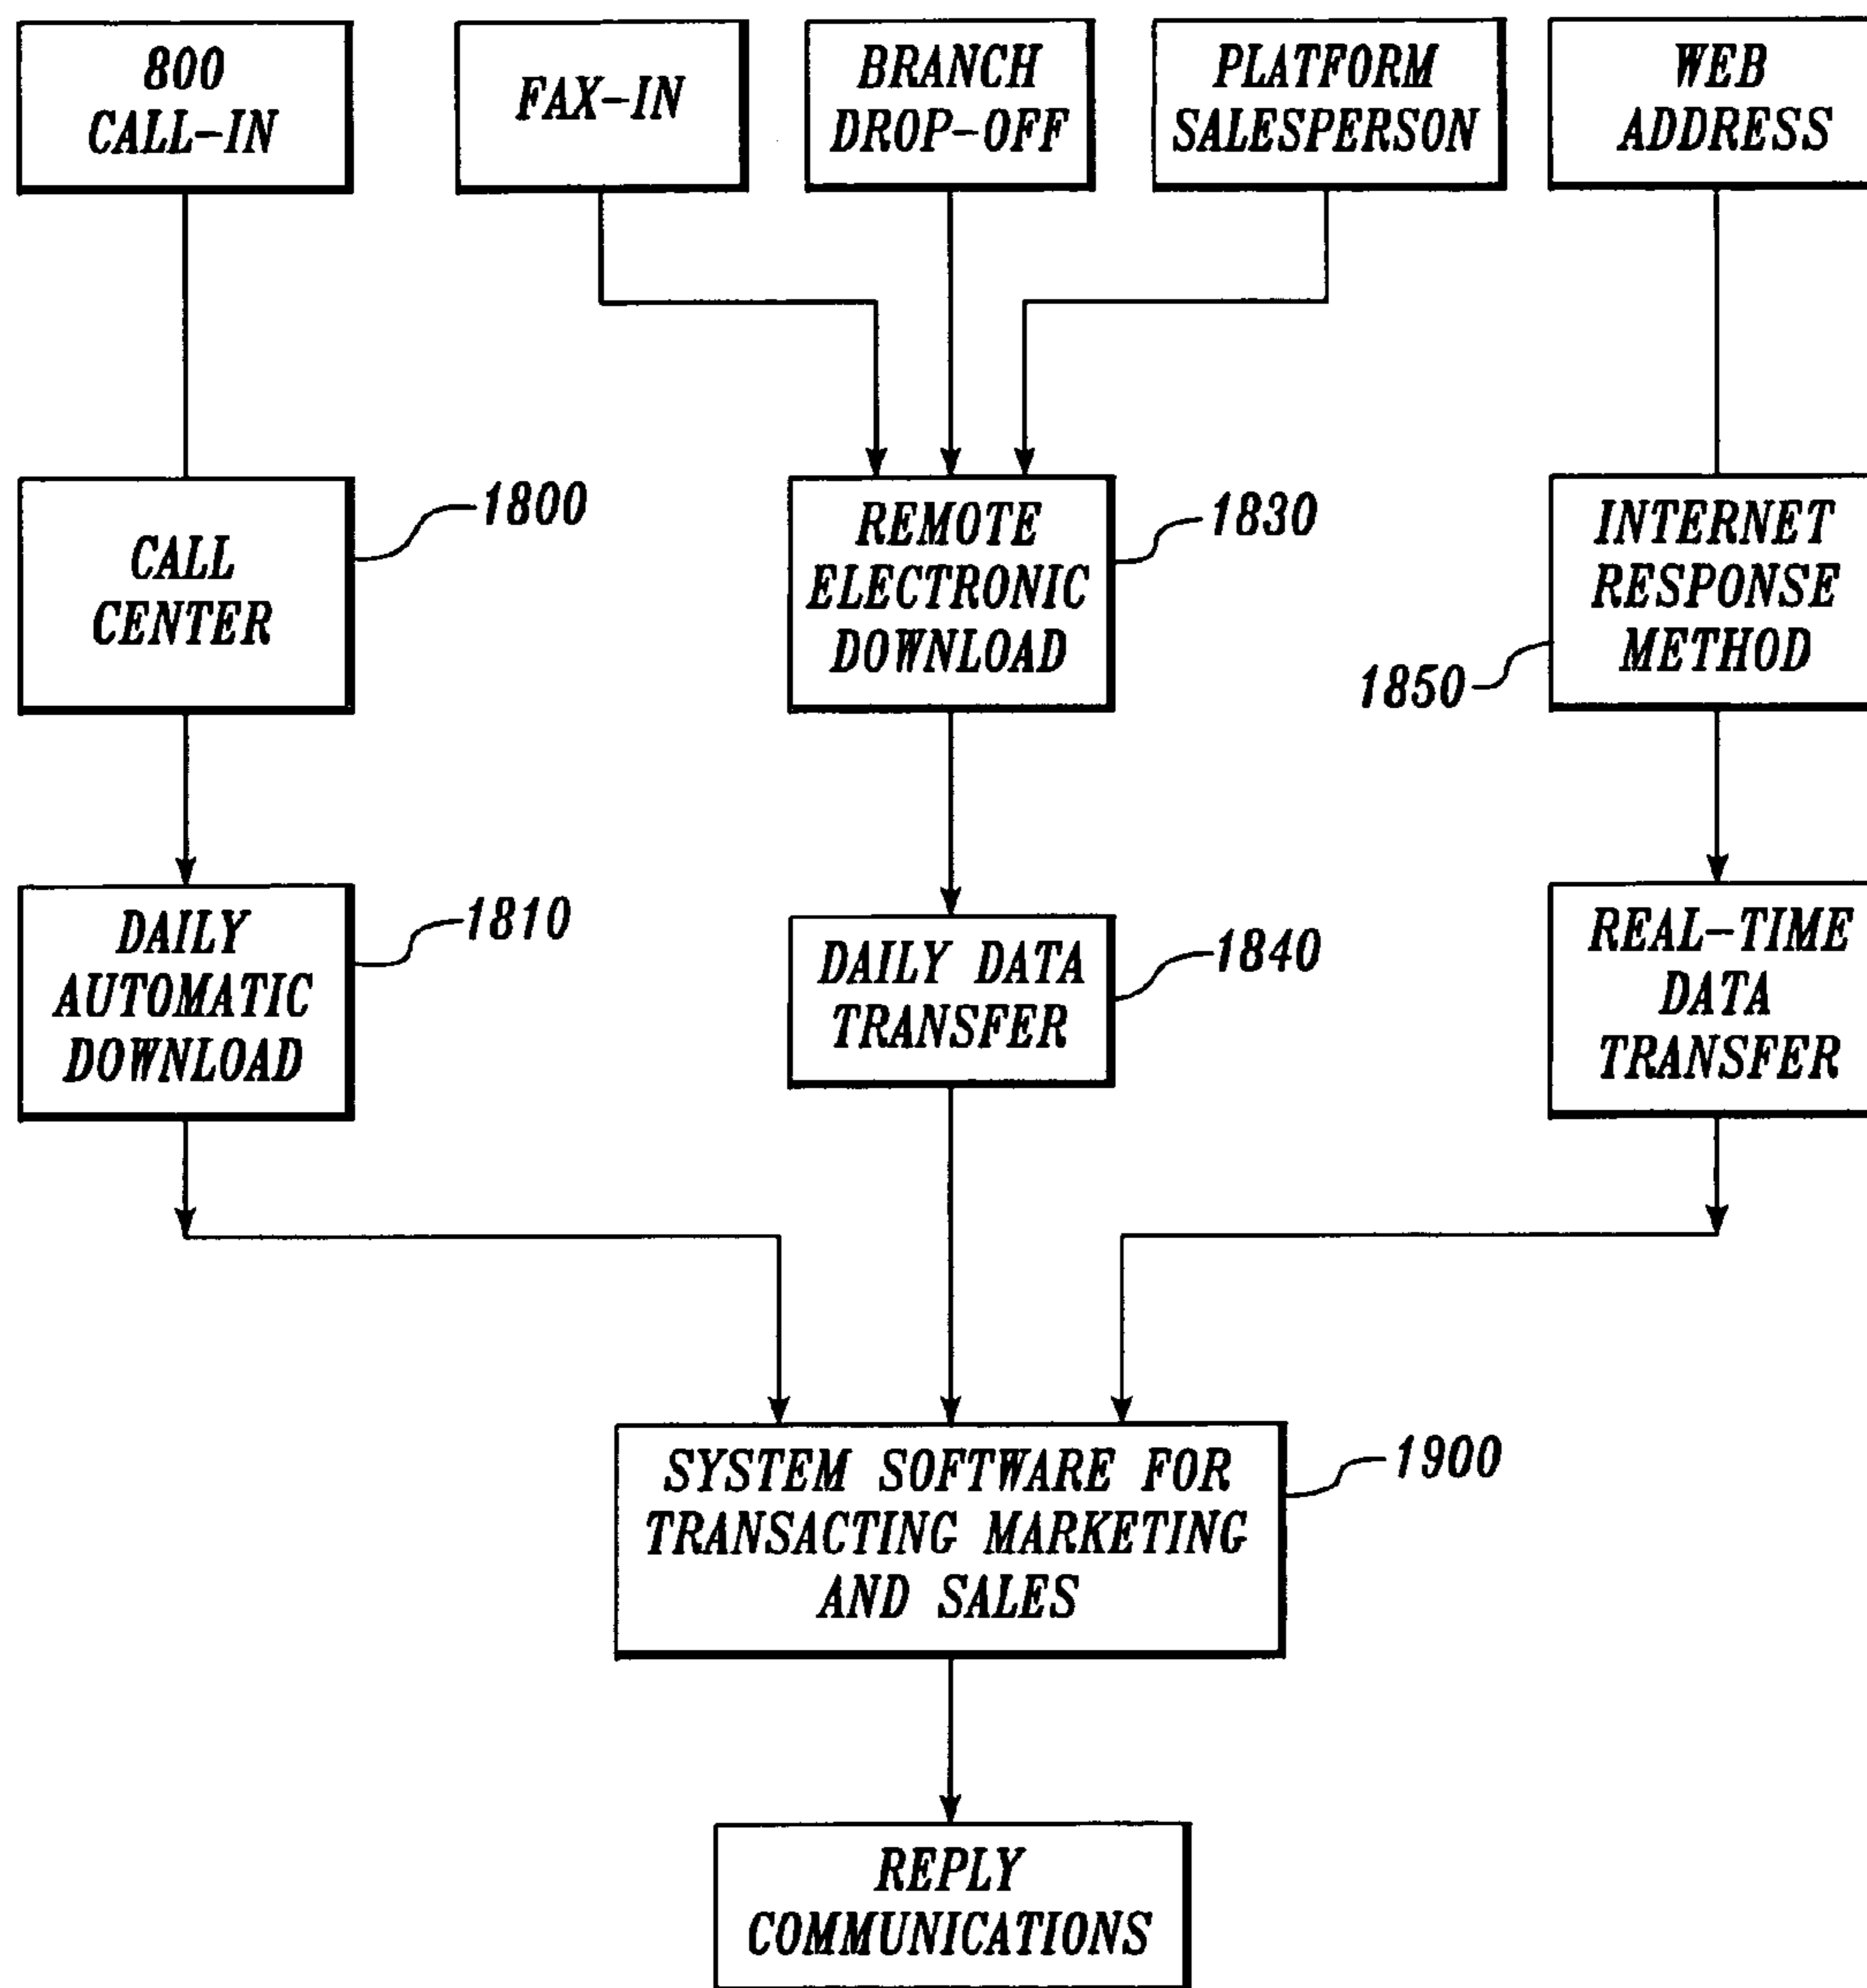 800
CALL-IN
FAX-IN
BRANCH
DROP-OFF
PLATFORM
SALESPERSON
WEB
ADDRESS
CALL
CENTER
1800
REMOTE
ELECTRONIC
DOWNLOAD
1830
INTERNET
RESPONSE
METHOD
1850
DAILY
AUTOMATIC
DOWNLOAD
1810
DAILY DATA
TRANSFER
1840
REAL-TIME
DATA
TRANSFER
SYSTEM SOFTWARE FOR
TRANSACTING MARKETING
AND SALES
1900
REPLY
COMMUNICATIONS